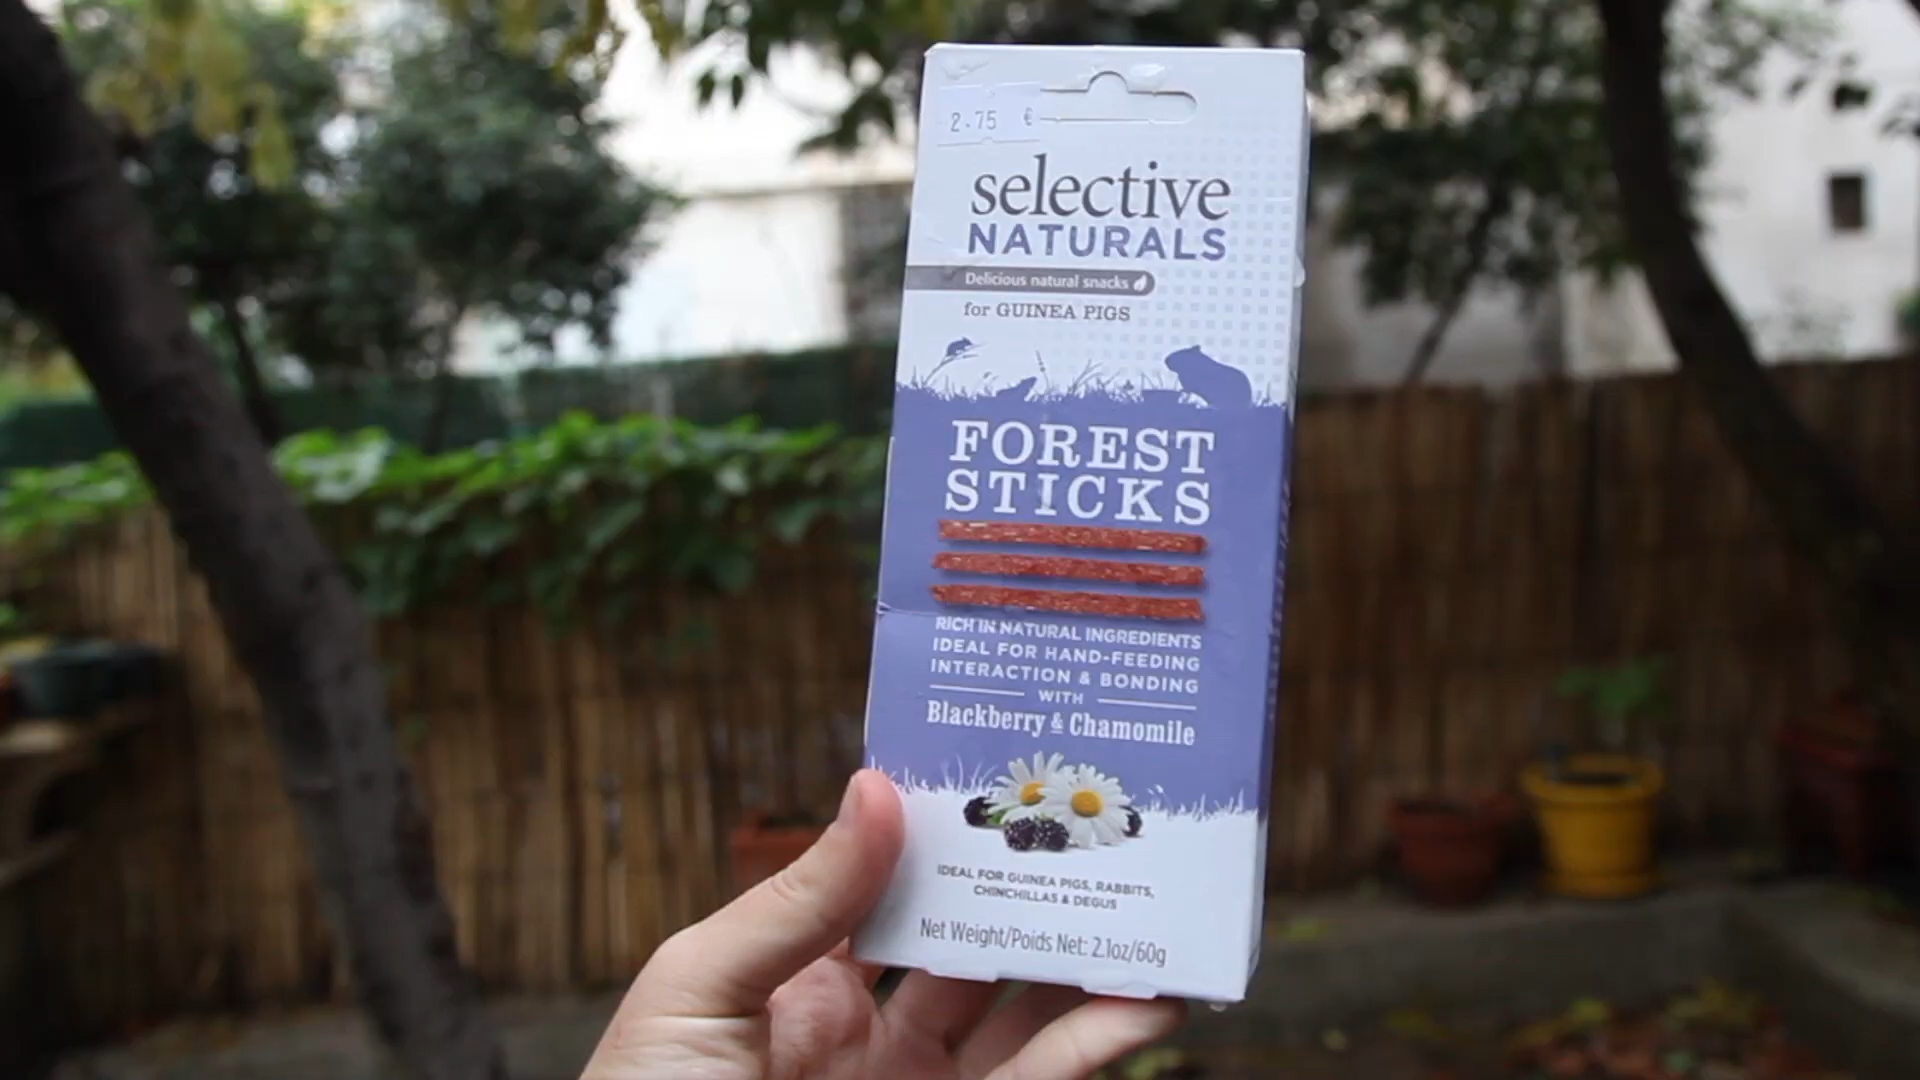 2.75 €
selective
NATURALS
Delicious natural snacks
for GUINEA PIGS
FOREST
STICKS
RICH IN NATURAL INGREDIENTS
IDEAL FOR HAND-FEEDING
INTERACTION & BONDING
WITH
Blackberry & Chamomile
IDEAL FOR GUINEA PIGS, RABBITS,
CHINCHILLAS & DEGUS
Net Weight/Poids Net: 2.1oz/60g